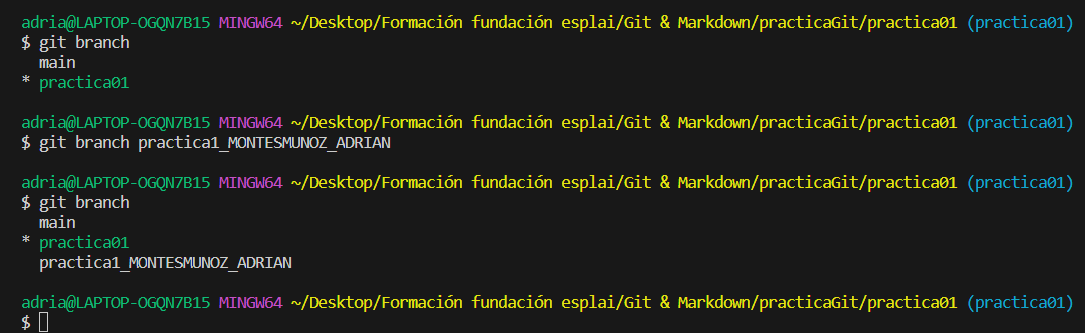 adria@LAPTOP-OGQN7B15 MINGW64 ~/Desktop/Formación fundación esplai/Git & Markdown/practicaGit/practica01 (practica01)
$ git branch
  main
* practica01
adria@LAPTOP-OGQN7B15 MINGW64 ~/Desktop/Formación fundación esplai/Git & Markdown/practicaGit/practica01 (practica01)
$ git branch practica1_MONTESMUNOZ_ADRIAN
adria@LAPTOP-OGQN7B15 MINGW64 ~/Desktop/Formación fundación esplai/Git & Markdown/practicaGit/practica01 (practica01)
$ git branch
  main
* practica01
  practica1_MONTESMUNOZ_ADRIAN
adria@LAPTOP-OGQN7B15 MINGW64 ~/Desktop/Formación fundación esplai/Git & Markdown/practicaGit/practica01 (practica01)
$